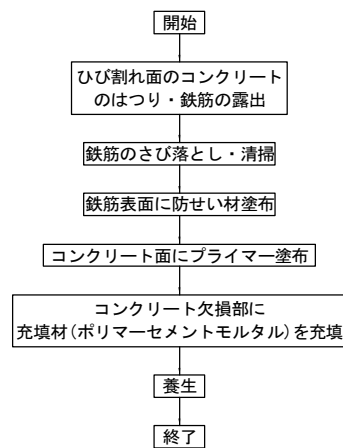 開始
ひび割れ面のコンクリート
のはつり・鉄筋の露出
鉄筋のさび落とし・清掃
鉄筋表面に防せい材塗布
コンクリート面にプライマー塗布
コンクリート欠損部に
充填材(ポリマーセメントモルタル)を充填
養生
終了